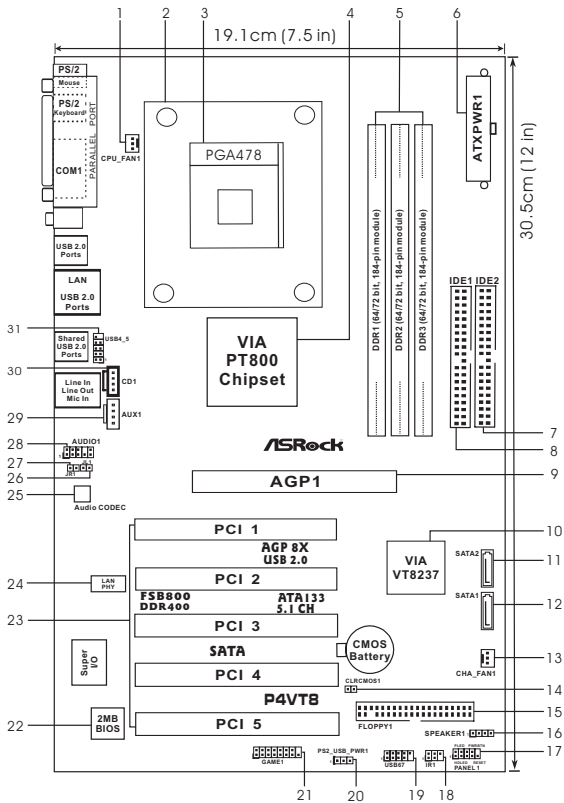 1 2 3 4 5 6
19.1cm (7.5 in)
30.5cm (12 in)
PS/2
Mouse
PS/2
Keyboard
COM1
PARALLEL PORT
CPU_FAN1
PGA478
ATXPWR1
DDR1 (64/72 bit, 184-pin module)
DDR2 (64/72 bit, 184-pin module)
DDR3 (64/72 bit, 184-pin module)
IDE1 IDE2
USB 2.0
Ports
LAN
USB 2.0
Ports
31
Shared
USB 2.0
Ports
USB4_5
30
CD1
Line In
Line Out
Mic In
29
AUX1
VIA
PT800
Chipset
7
8
28
AUDIO1
27
JR1
JL1
26
25
Audio CODEC
ASRock
AGP1
9
PCI 1
AGP 8X
USB 2.0
10
VIA
VT8237
SATA2
11
24
LAN
PHY
PCI 2
FSB800
DDR400
ATA133
5.1 CH
SATA1
12
23
PCI 3
Super
I/O
SATA
CMOS
Battery
CHA_FAN1
13
PCI 4
CLRCMOS1
14
P4VT8
15
FLOPPY1
22
2MB
BIOS
PCI 5
SPEAKER1
16
PLED PWRBTN
17
HDLED RESET
PANEL 1
GAME1
PS2_USB_PWR1
USB67
IR1
21
20
19
18